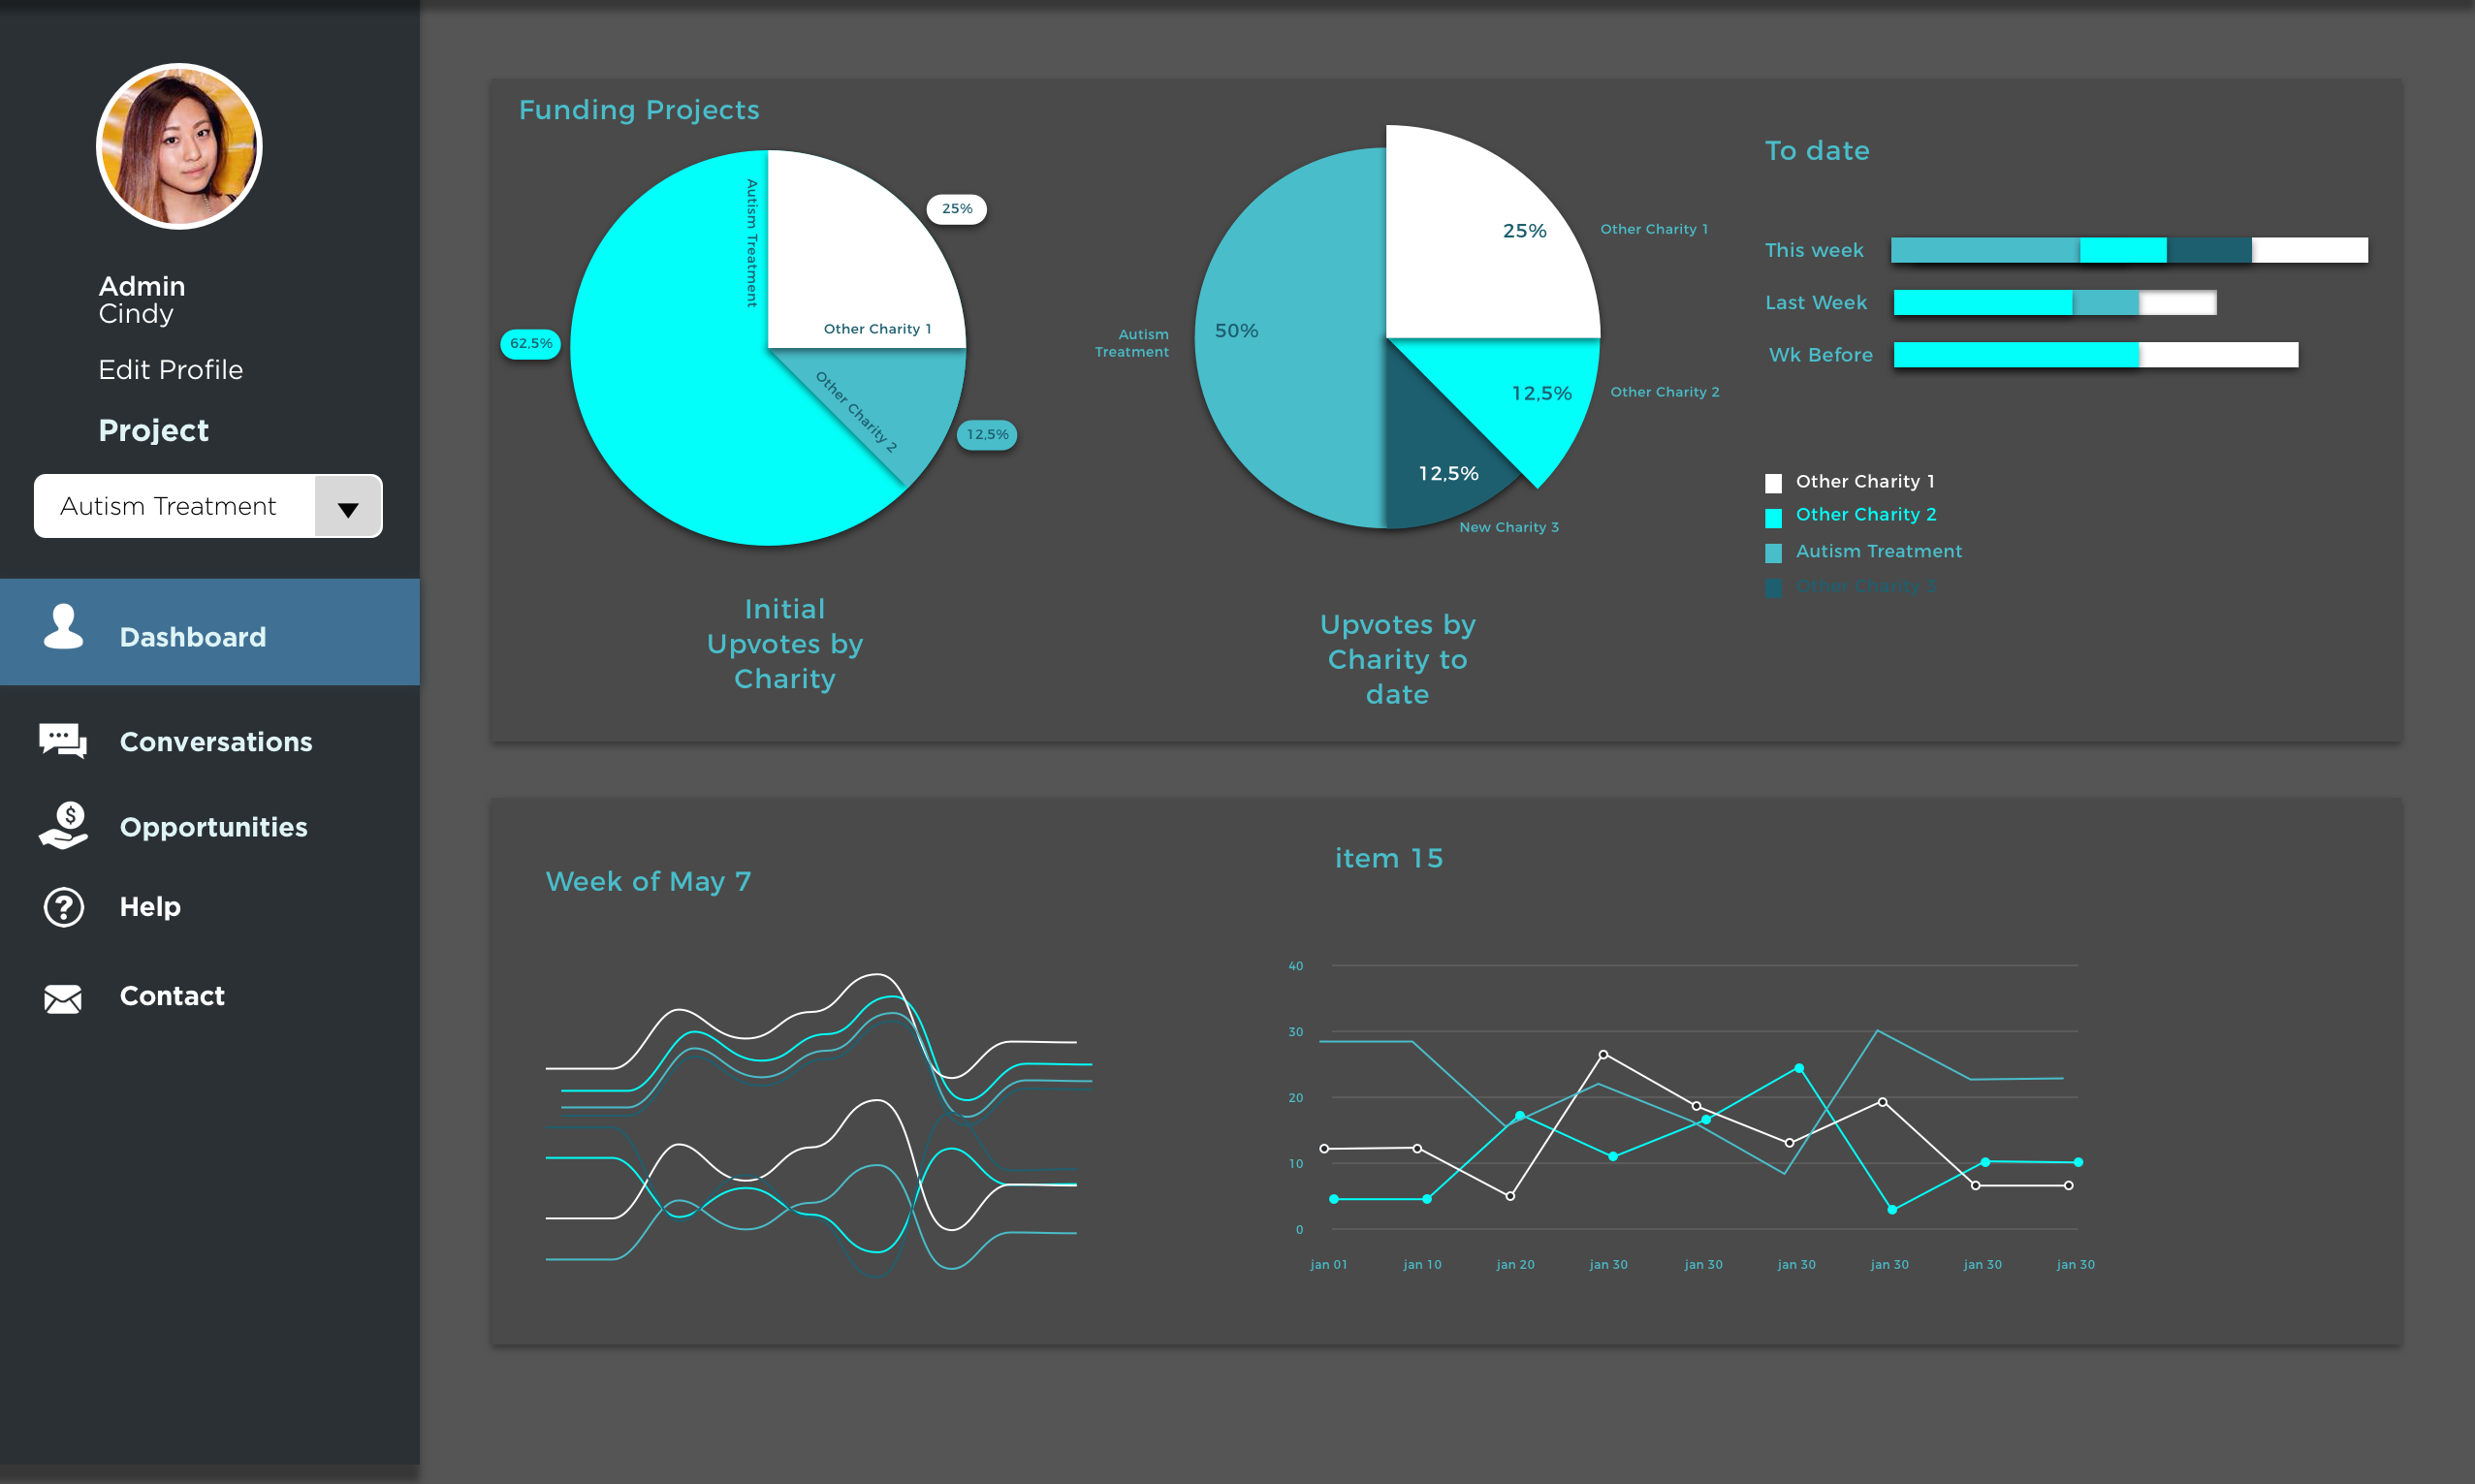 Admin
Cindy
Edit Profile
Project
Autism Treatment
Dashboard
Conversations
Opportunities
Help
Contact
Funding Projects
Autism Treatment
25%
Other Charity 1
62,5%
Other Charity 2
12,5%
Initial
Upvotes by
Charity
25%
Other Charity 1
Autism
Treatment
50%
12,5%
Other Charity 2
12,5%
New Charity 3
Upvotes by
Charity to
date
To date
This week
Last Week
Wk Before
Other Charity 1
Other Charity 2
Autism Treatment
Other Charity 3
Week of May 7
item 15
40
30
20
10
0
jan 01
jan 10
jan 20
jan 30
jan 30
jan 30
jan 30
jan 30
jan 30